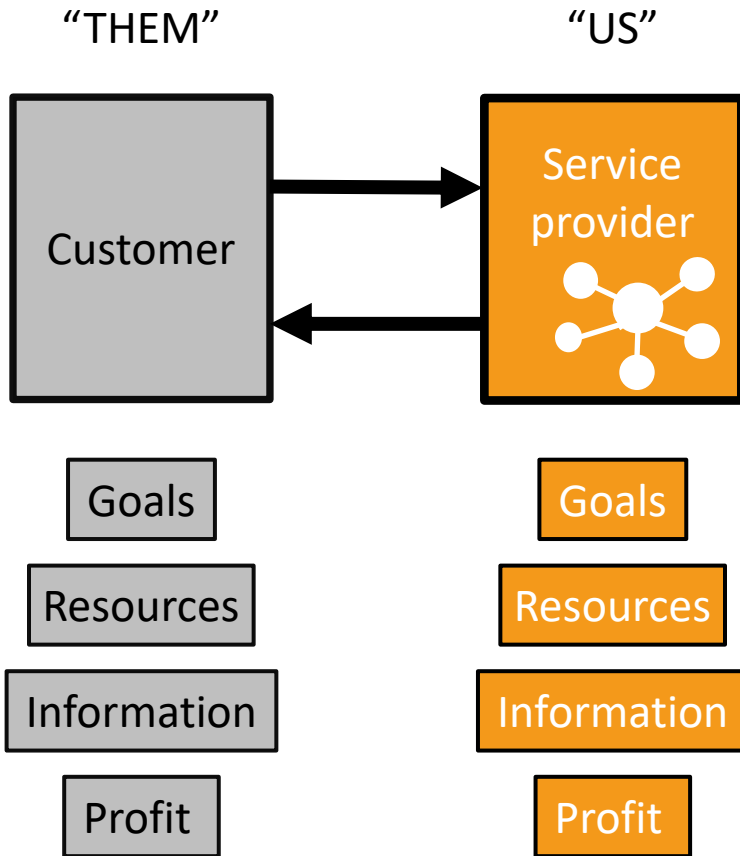 “THEM”
“US”
Customer
Service
provider
Goals
Goals
Resources
Resources
Information
Information
Profit
Profit